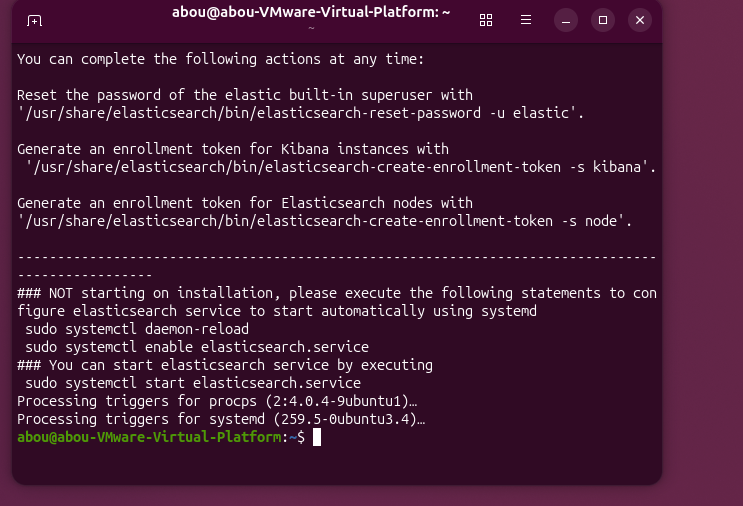 abou@abou-VMware-Virtual-Platform: ~
~
You can complete the following actions at any time:
Reset the password of the elastic built-in superuser with
'/usr/share/elasticsearch/bin/elasticsearch-reset-password -u elastic'.
Generate an enrollment token for Kibana instances with
 '/usr/share/elasticsearch/bin/elasticsearch-create-enrollment-token -s kibana'.
Generate an enrollment token for Elasticsearch nodes with
'/usr/share/elasticsearch/bin/elasticsearch-create-enrollment-token -s node'.
--------------------------------------------------------------------------------
-----------------
### NOT starting on installation, please execute the following statements to con
figure elasticsearch service to start automatically using systemd
 sudo systemctl daemon-reload
 sudo systemctl enable elasticsearch.service
### You can start elasticsearch service by executing
 sudo systemctl start elasticsearch.service
Processing triggers for procps (2:4.0.4-9ubuntu1)…
Processing triggers for systemd (259.5-0ubuntu3.4)…
abou@abou-VMware-Virtual-Platform:~$